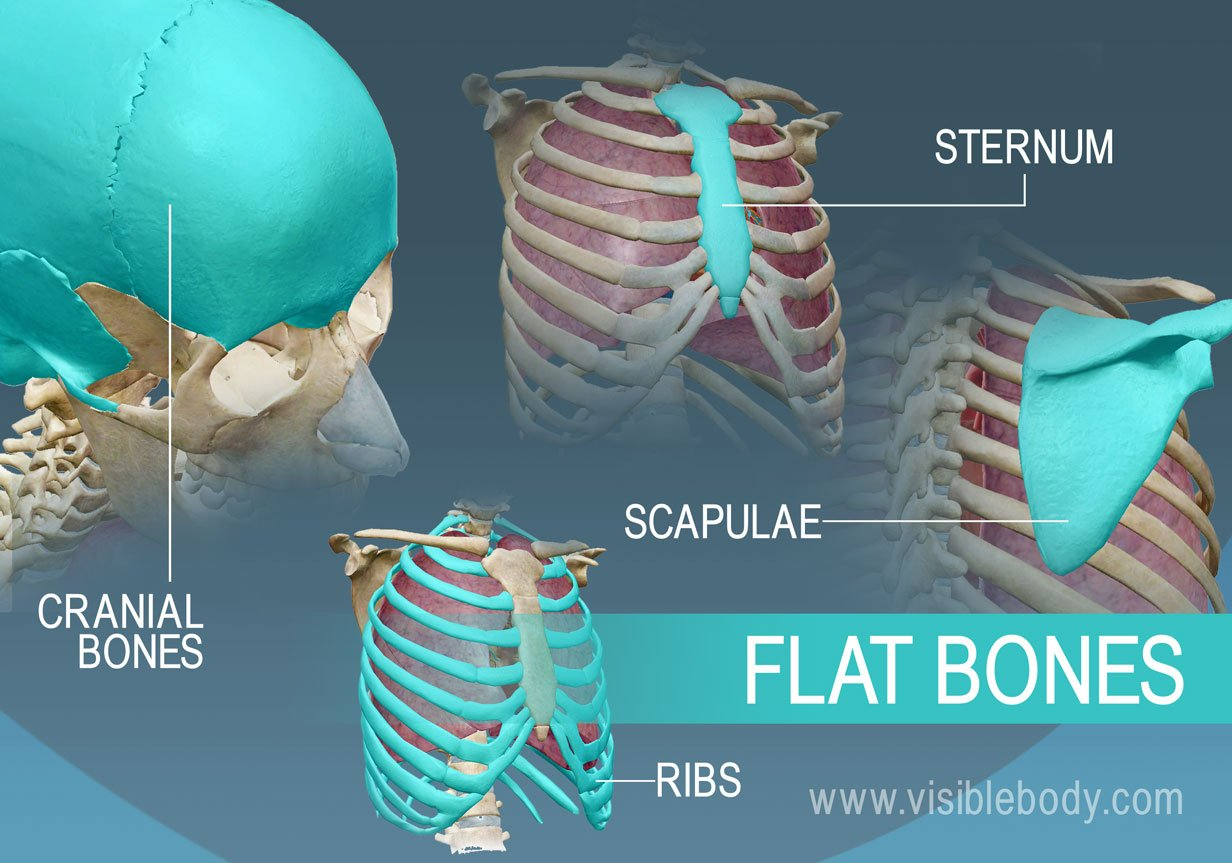 STERNUM
SCAPULAE
CRANIAL
BONES
FLAT BONES
RIBS
www.visiblebody.com